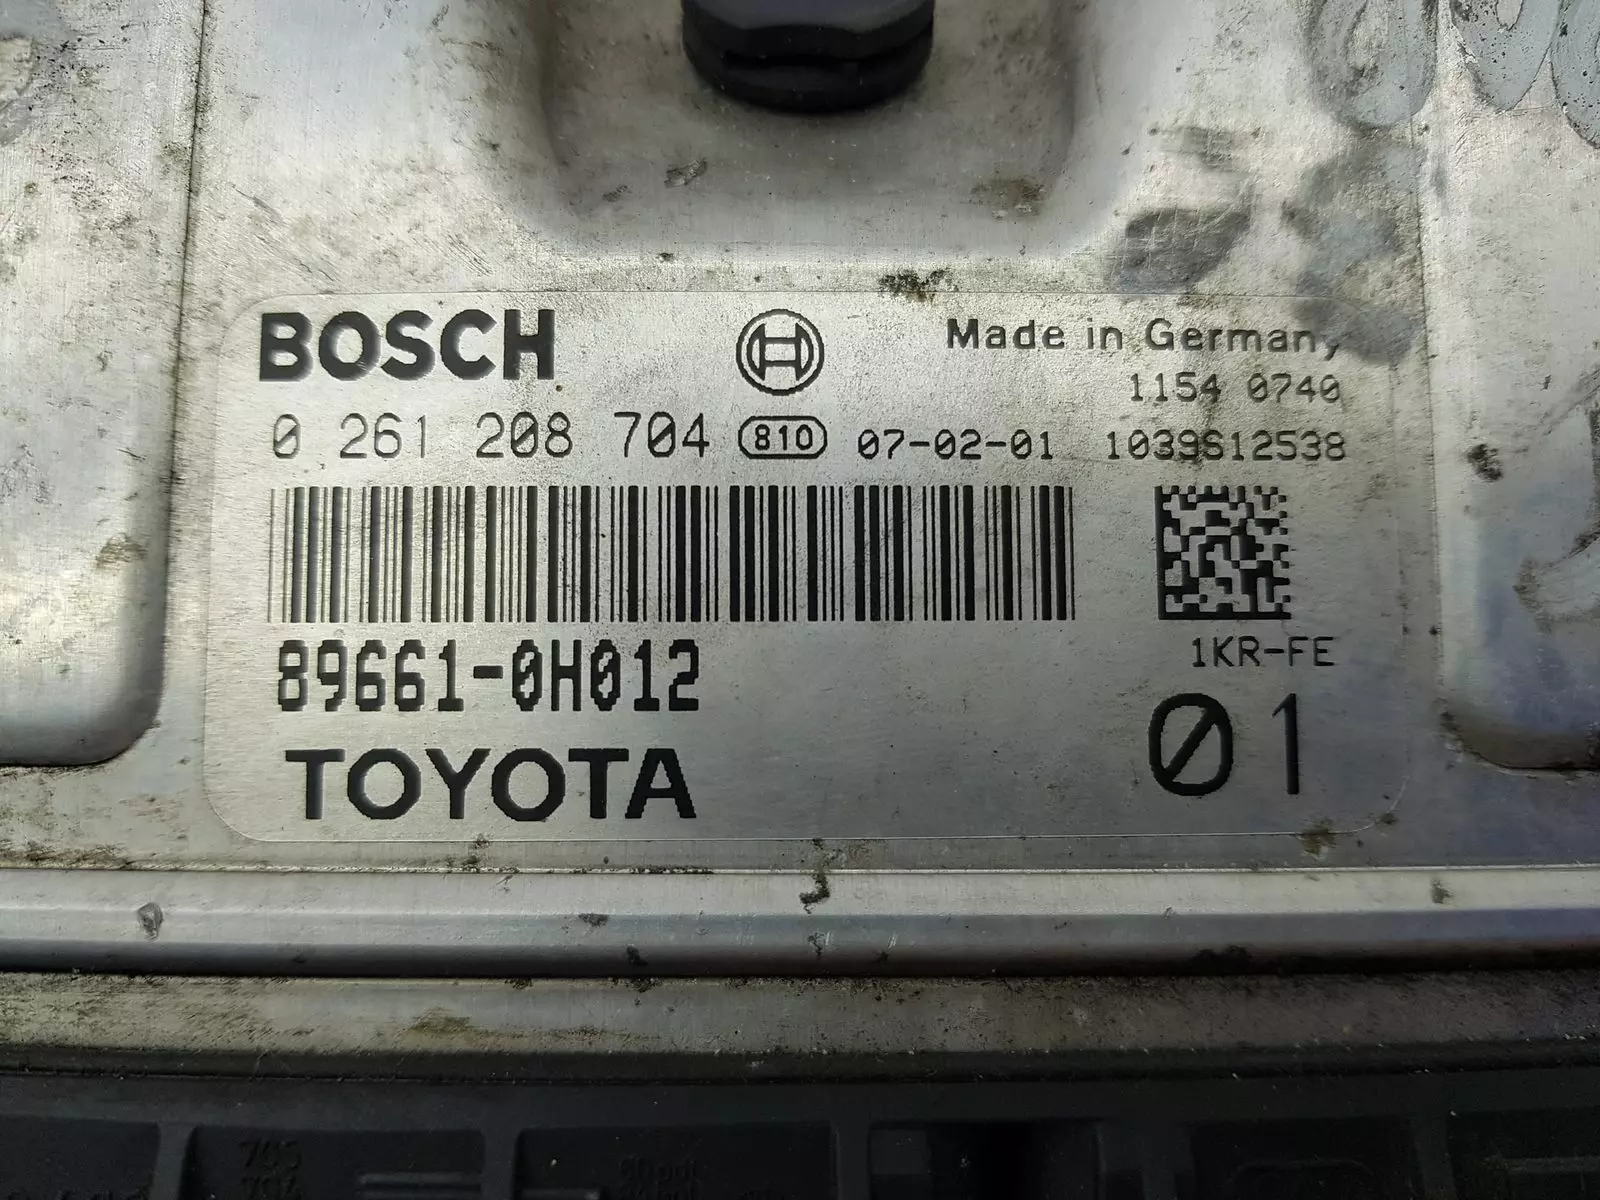 BOSCH
Made in Germany
1154 0740
0 261 208 704 810 07-02-01 1039S12538
89661-0H012
1KR-FE
TOYOTA
01